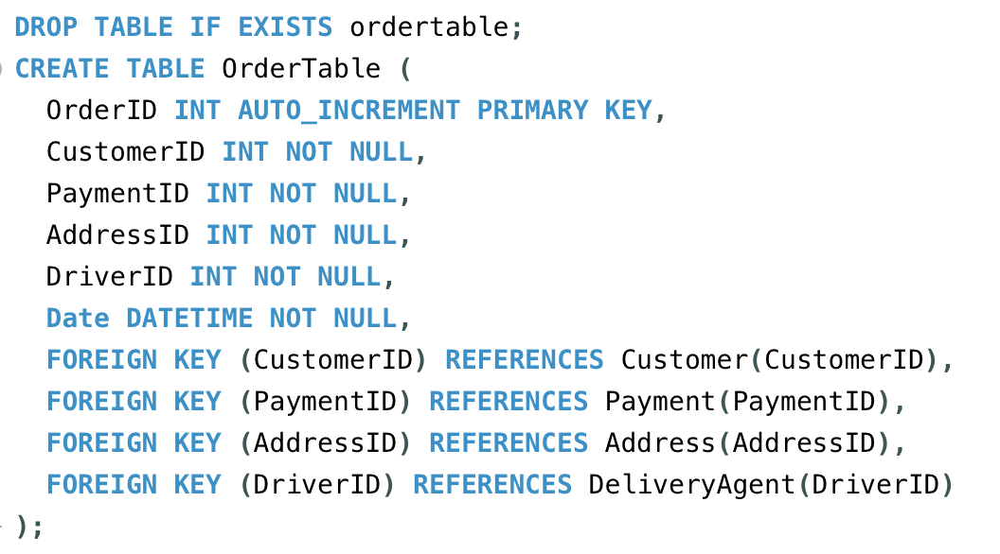 DROP TABLE IF EXISTS ordertable;
CREATE TABLE OrderTable (
  OrderID INT AUTO_INCREMENT PRIMARY KEY,
  CustomerID INT NOT NULL,
  PaymentID INT NOT NULL,
  AddressID INT NOT NULL,
  DriverID INT NOT NULL,
  Date DATETIME NOT NULL,
  FOREIGN KEY (CustomerID) REFERENCES Customer(CustomerID),
  FOREIGN KEY (PaymentID) REFERENCES Payment(PaymentID),
  FOREIGN KEY (AddressID) REFERENCES Address(AddressID),
  FOREIGN KEY (DriverID) REFERENCES DeliveryAgent(DriverID)
);